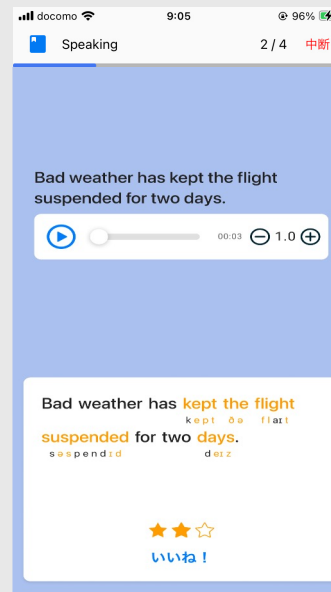 docomo 9:05 96%
Speaking 2 / 4 中断
Bad weather has kept the flight
suspended for two days.
00:03 1.0
Bad weather has kept the flight
kept ðə flaɪt
suspended for two days.
səspendɪd deɪz
いいね！